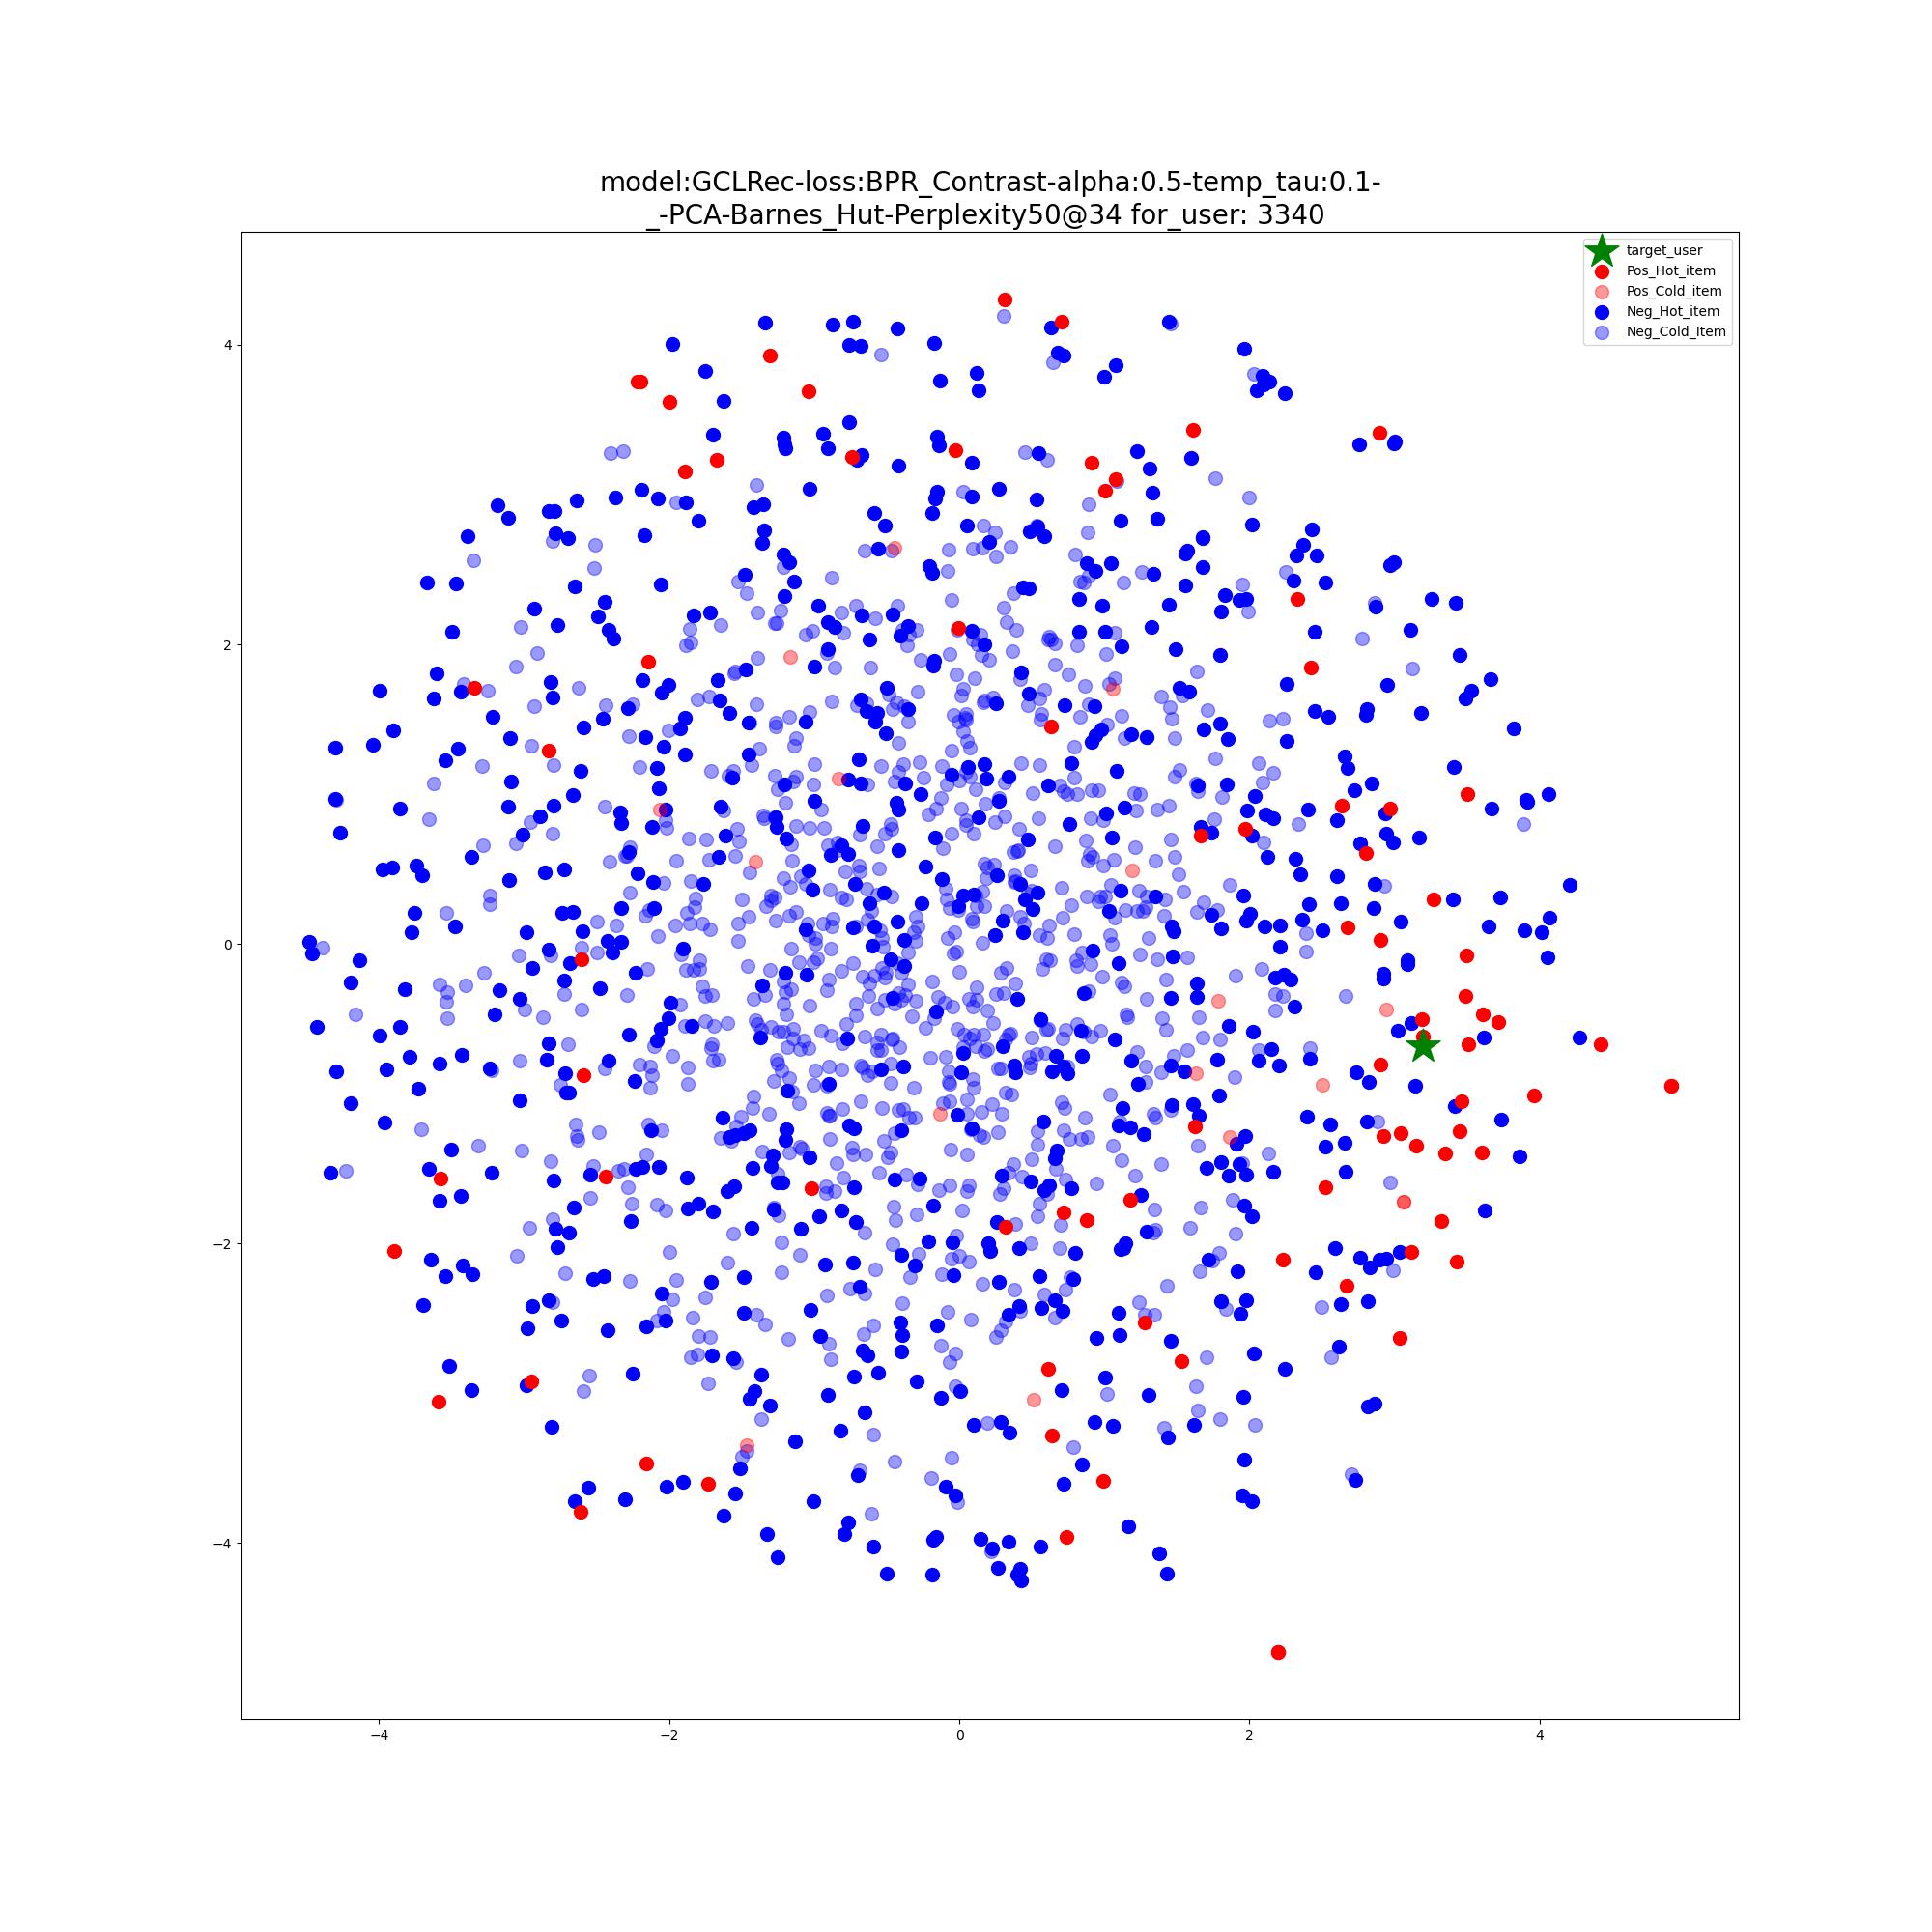 model:GCLRec-loss:BPR_Contrast-alpha:0.5-temp_tau:0.1-
_-PCA-Barnes_Hut-Perplexity50@34 for_user: 3340
target_user
Pos_Hot_item
Pos_Cold_item
Neg_Hot_item
Neg_Cold_Item
4
2
0
−2
−4
−4
−2
0
2
4